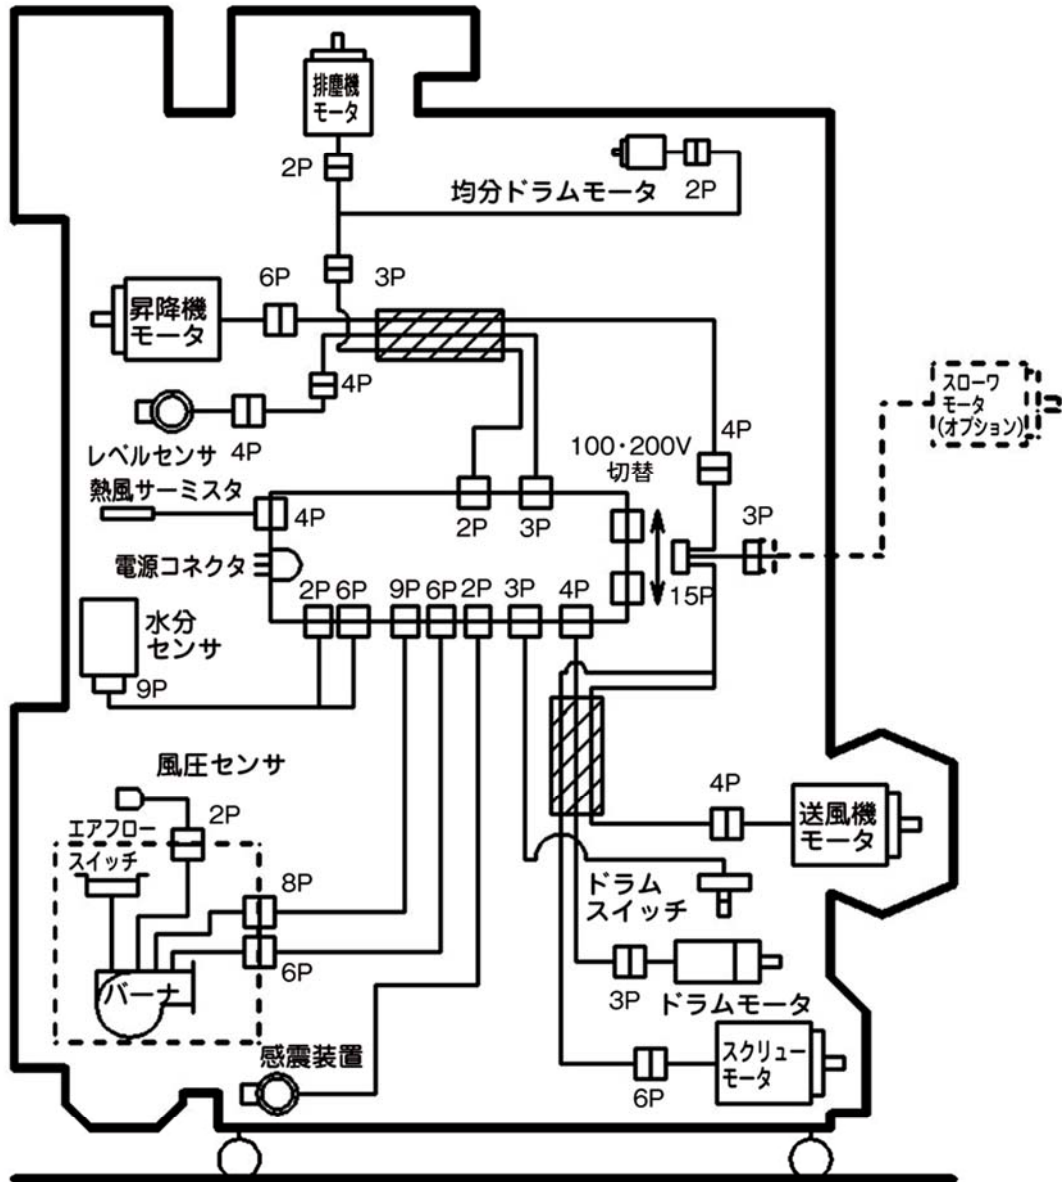 排塵機
モータ
2P
均分ドラムモータ
2P
3P
6P
昇降機
モータ
4P
4P
レベルセンサ
スローワ
モータ
(オプション)
4P
100・200V
切替
熱風サーミスタ
4P
2P
3P
3P
電源コネクタ
15P
2P
6P
9P
6P
2P
3P
4P
水分
センサ
9P
風圧センサ
2P
エアフロー
スイッチ
8P
6P
バーナ
4P
送風機
モータ
ドラム
スイッチ
3P
ドラムモータ
感震装置
スクリュー
モータ
6P